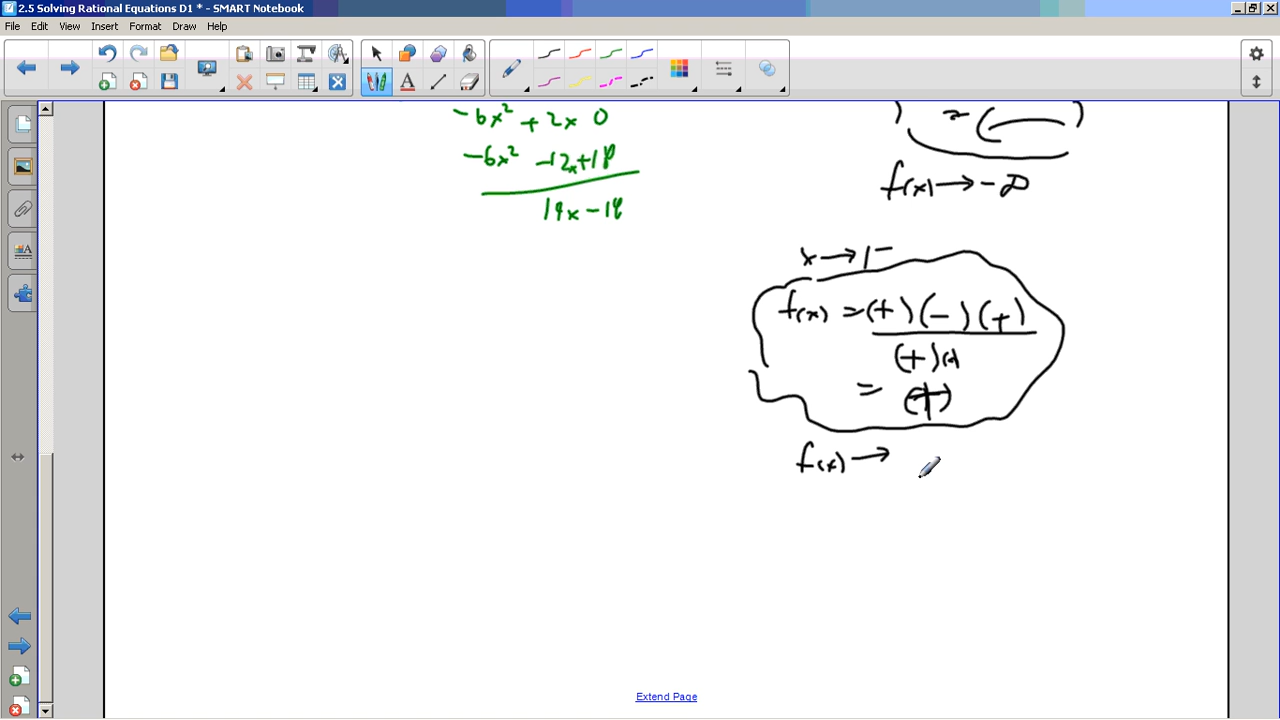 2.5 Solving Rational Equations D1 * - SMART Notebook
File Edit View Insert Format Draw Help
-6x² + 2x 0
-6x² -12x+18
14x - 18
f(x) → -∞
x → 1⁻
f(x) = (+)(-)(+)
(+)(-)
= (+)
f(x) →
Extend Page